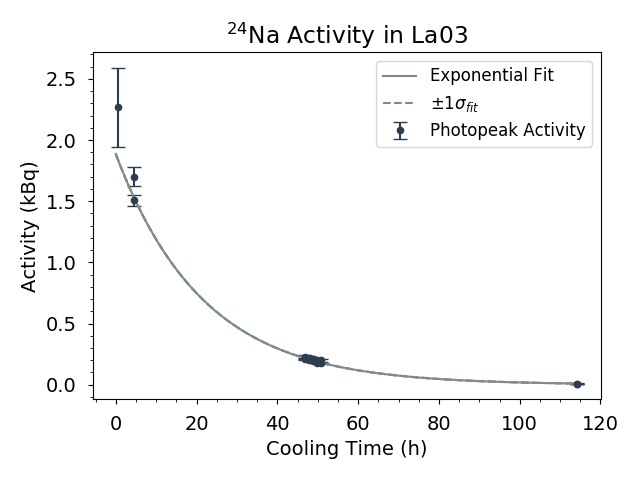 ²⁴Na Activity in La03
Exponential Fit
±1σ_fit
Photopeak Activity
Activity (kBq)
2.5
2.0
1.5
1.0
0.5
0.0
0 20 40 60 80 100 120
Cooling Time (h)